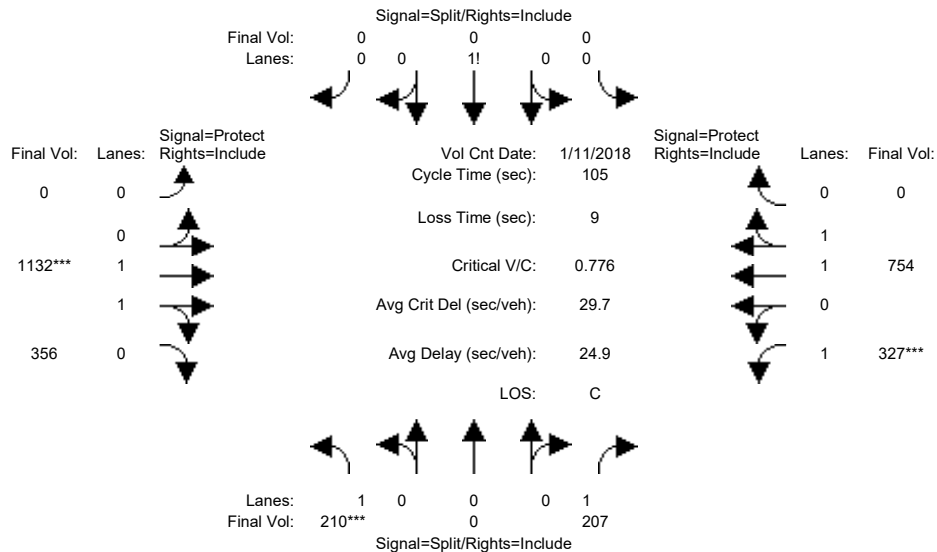 Signal=Split/Rights=Include
Final Vol: 0 0 0
Lanes: 0 0 1! 0 0
Signal=Protect Signal=Protect
Final Vol: Lanes: Rights=Include Vol Cnt Date: 1/11/2018 Rights=Include Lanes: Final Vol:
Cycle Time (sec): 105
0 0 0 0
Loss Time (sec): 9
0 1
1132*** 1 Critical V/C: 0.776 1 754
1 Avg Crit Del (sec/veh): 29.7 0
356 0 Avg Delay (sec/veh): 24.9 1 327***
LOS: C
Lanes: 1 0 0 0 1
Final Vol: 210*** 0 207
Signal=Split/Rights=Include